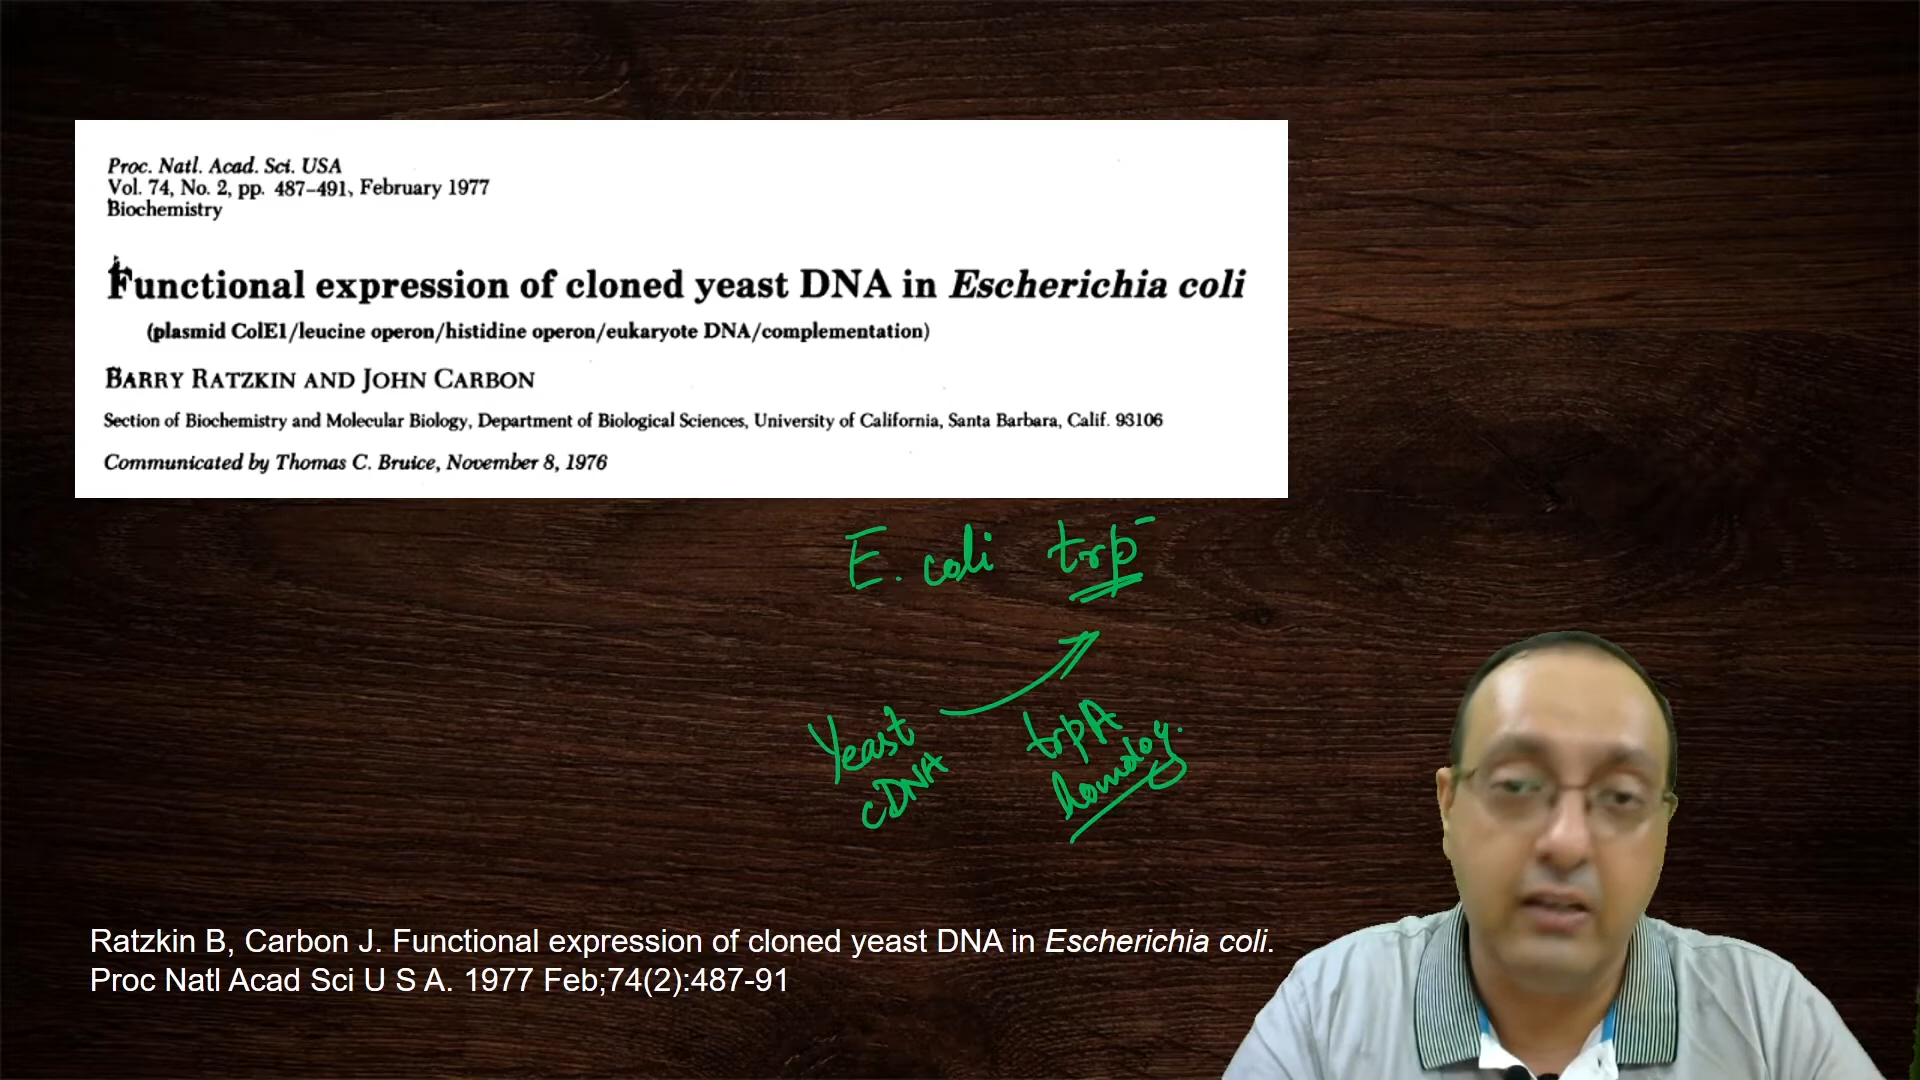 Proc. Natl. Acad. Sci. USA
Vol. 74, No. 2, pp. 487–491, February 1977
Biochemistry
Functional expression of cloned yeast DNA in Escherichia coli
(plasmid ColE1/leucine operon/histidine operon/eukaryote DNA/complementation)
BARRY RATZKIN AND JOHN CARBON
Section of Biochemistry and Molecular Biology, Department of Biological Sciences, University of California, Santa Barbara, Calif. 93106
Communicated by Thomas C. Bruice, November 8, 1976
E. coli trp⁻
Yeast
cDNA
trpA
homolog.
Ratzkin B, Carbon J. Functional expression of cloned yeast DNA in Escherichia coli.
Proc Natl Acad Sci U S A. 1977 Feb;74(2):487-91